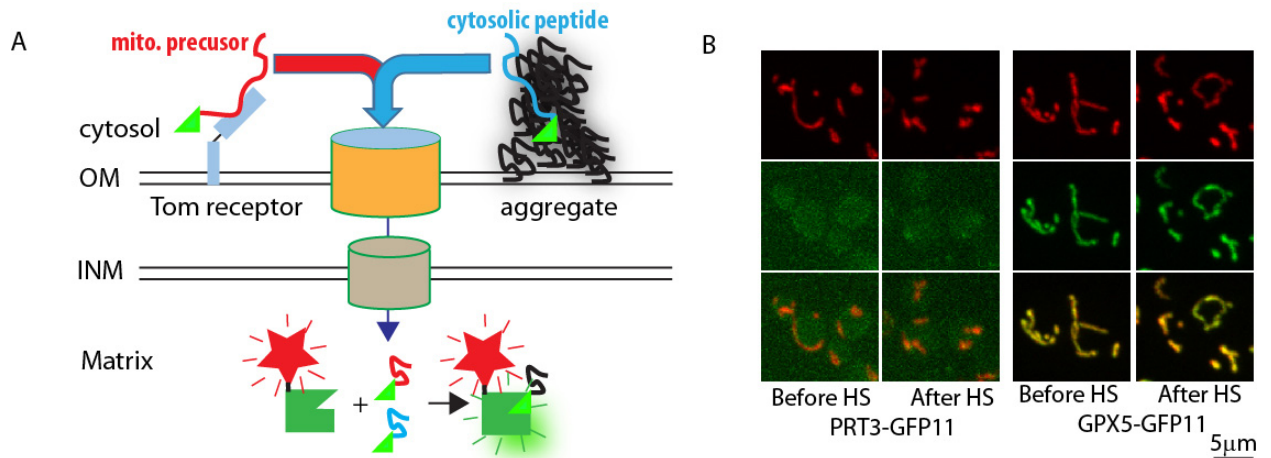 A
mito. precusor
cytosolic peptide
cytosol
OM
Tom receptor
aggregate
INM
Matrix
+
B
Before HS
After HS
PRT3-GFP11
Before HS
After HS
GPX5-GFP11
5μm